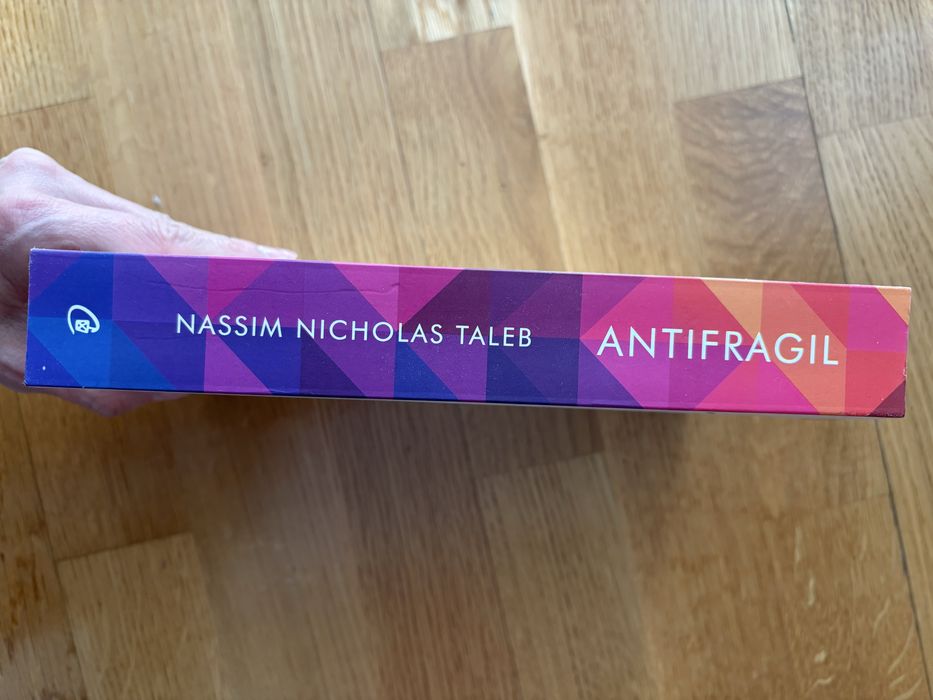 NASSIM NICHOLAS TALEB
ANTIFRAGIL